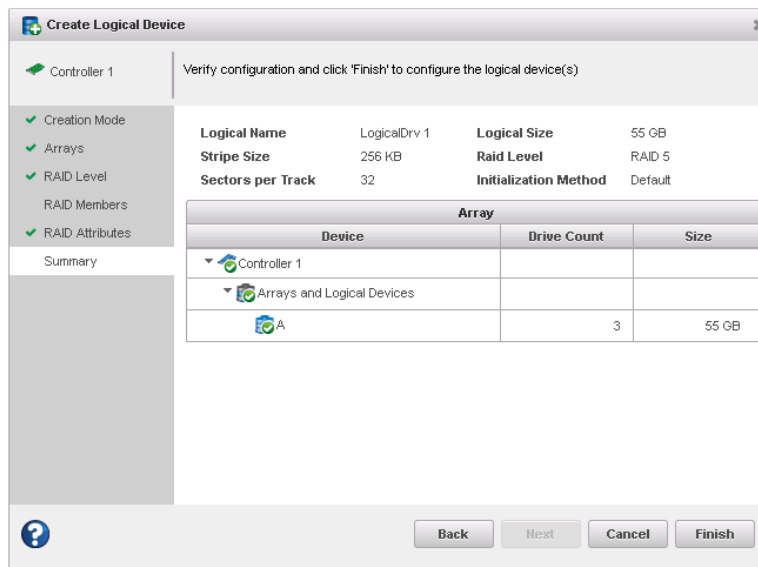 Create Logical Device
Controller 1
Verify configuration and click 'Finish' to configure the logical device(s)
Creation Mode
Arrays
RAID Level
RAID Members
RAID Attributes
Summary
Logical Name LogicalDrv 1 Logical Size 55 GB
Stripe Size 256 KB Raid Level RAID 5
Sectors per Track 32 Initialization Method Default
Array
Device Drive Count Size
Controller 1
Arrays and Logical Devices
A 3 55 GB
? Back Next Cancel Finish